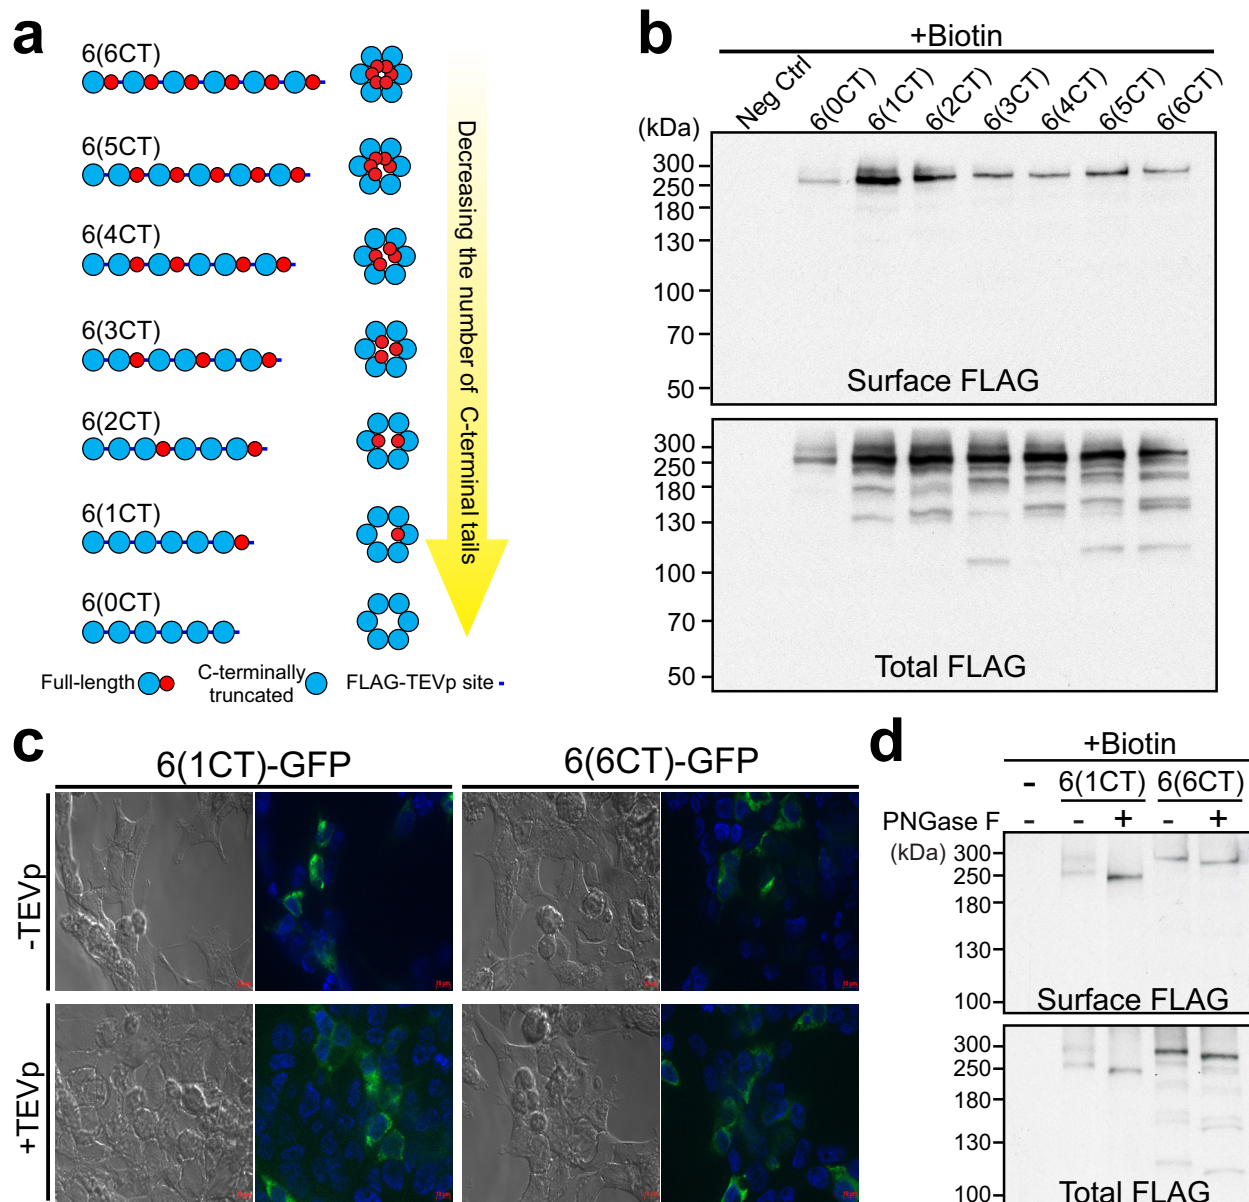 a
6(6CT)
6(5CT)
6(4CT)
6(3CT)
6(2CT)
6(1CT)
6(0CT)
Decreasing the number of C-terminal tails
Full-length
C-terminally
truncated
FLAG-TEVp site
b
+Biotin
Neg Ctrl
6(0CT)
6(1CT)
6(2CT)
6(3CT)
6(4CT)
6(5CT)
6(6CT)
(kDa)
300
250
180
130
100
70
50
Surface FLAG
300
250
180
130
100
70
50
Total FLAG
c
6(1CT)-GFP
6(6CT)-GFP
-TEVp
+TEVp
d
+Biotin
- 6(1CT) 6(6CT)
PNGase F - - + - +
(kDa)
300
250
180
130
100
Surface FLAG
300
250
180
130
100
Total FLAG